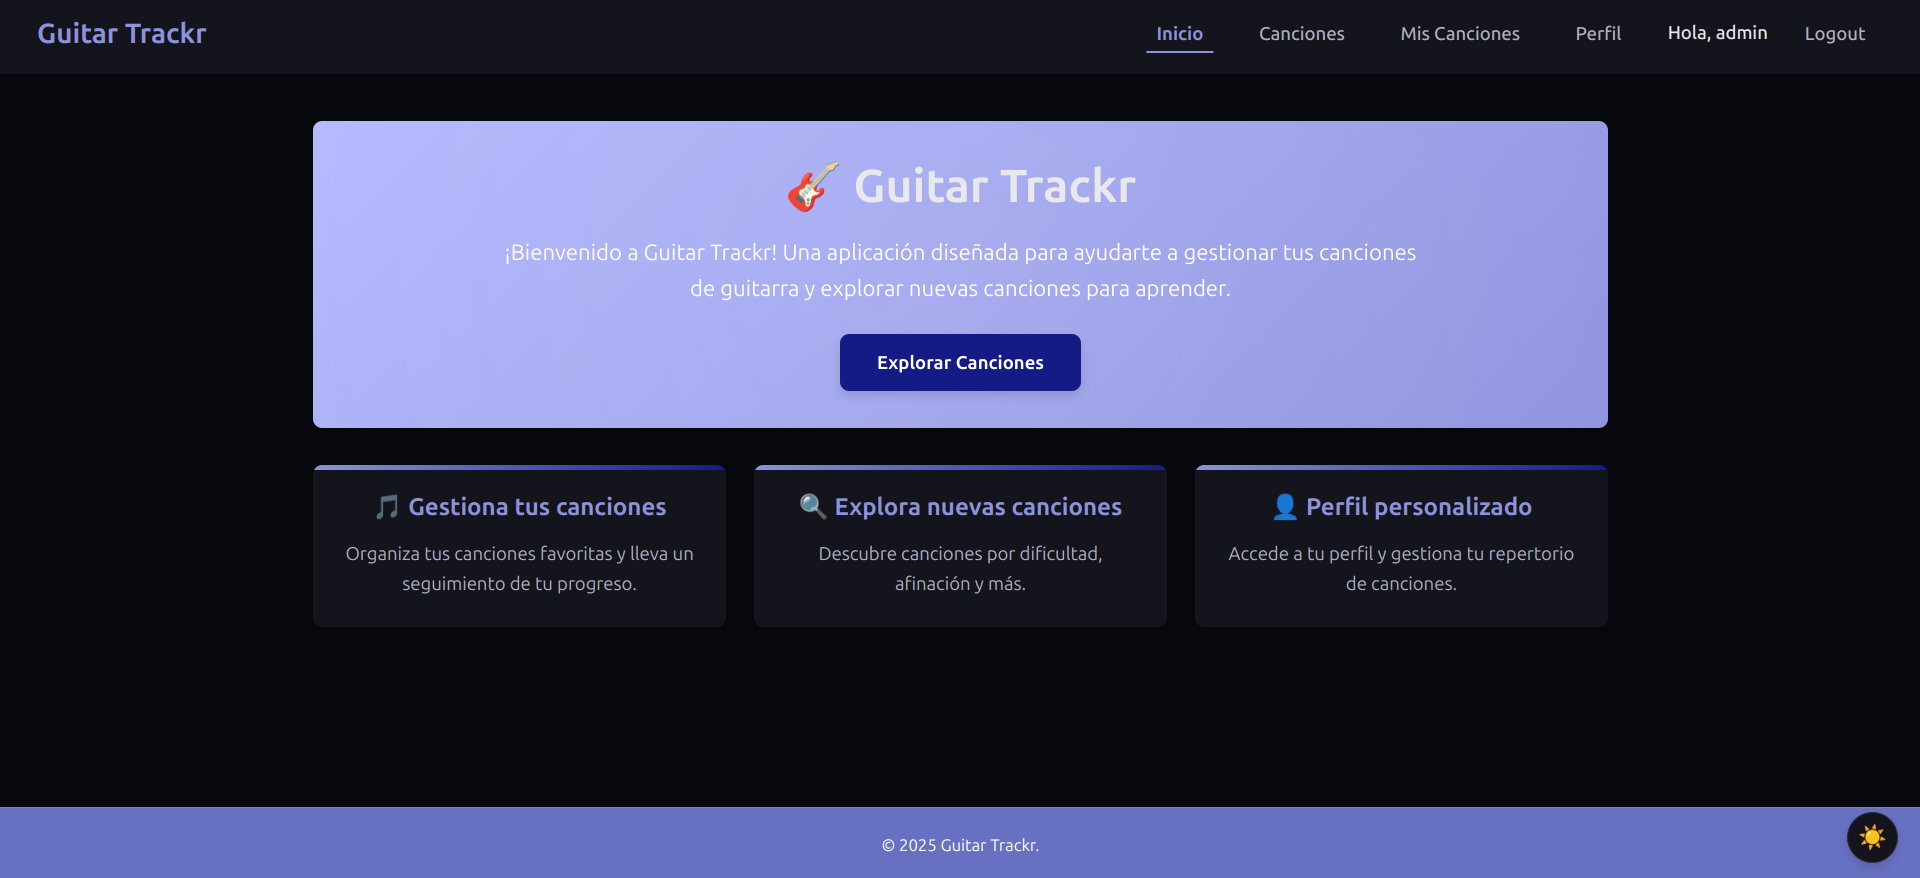 Guitar Trackr
Inicio
Canciones
Mis Canciones
Perfil
Hola, admin
Logout
Guitar Trackr
¡Bienvenido a Guitar Trackr! Una aplicación diseñada para ayudarte a gestionar tus canciones
de guitarra y explorar nuevas canciones para aprender.
Explorar Canciones
Gestiona tus canciones
Organiza tus canciones favoritas y lleva un
seguimiento de tu progreso.
Explora nuevas canciones
Descubre canciones por dificultad,
afinación y más.
Perfil personalizado
Accede a tu perfil y gestiona tu repertorio
de canciones.
© 2025 Guitar Trackr.